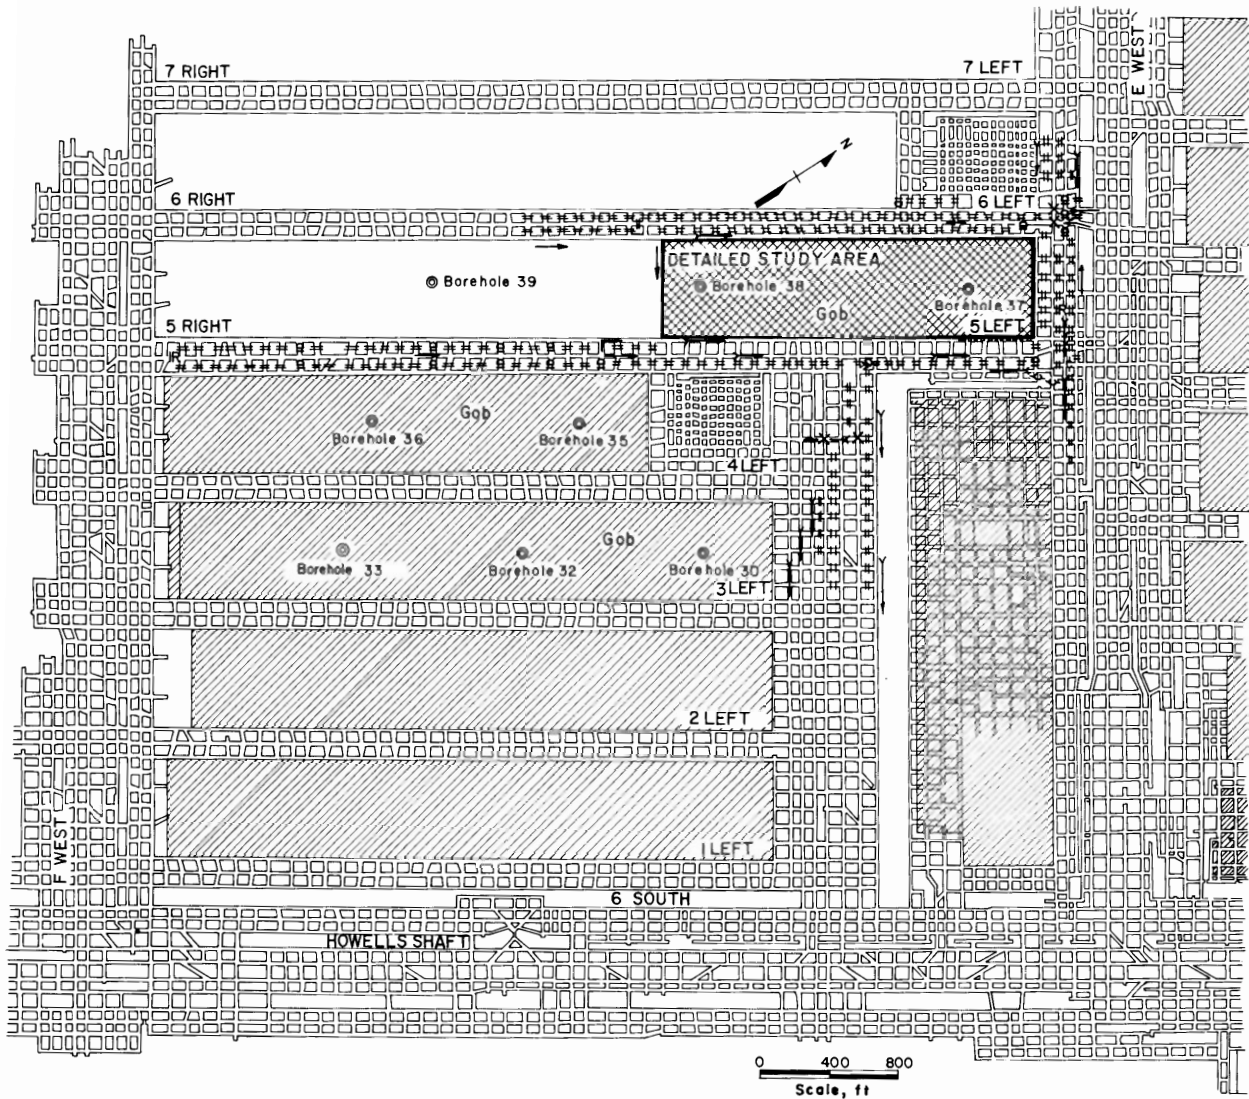 E WEST
7 RIGHT
7 LEFT
N
6 RIGHT
6 LEFT
DETAILED STUDY AREA
Borehole 39
Borehole 38
Borehole 37
Gob
5 RIGHT
5 LEFT
Gob
Borehole 36
Borehole 35
4 LEFT
Gob
Borehole 33
Borehole 32
Borehole 30
3 LEFT
2 LEFT
F WEST
1 LEFT
6 SOUTH
HOWELLS SHAFT
0 400 800
Scale, ft